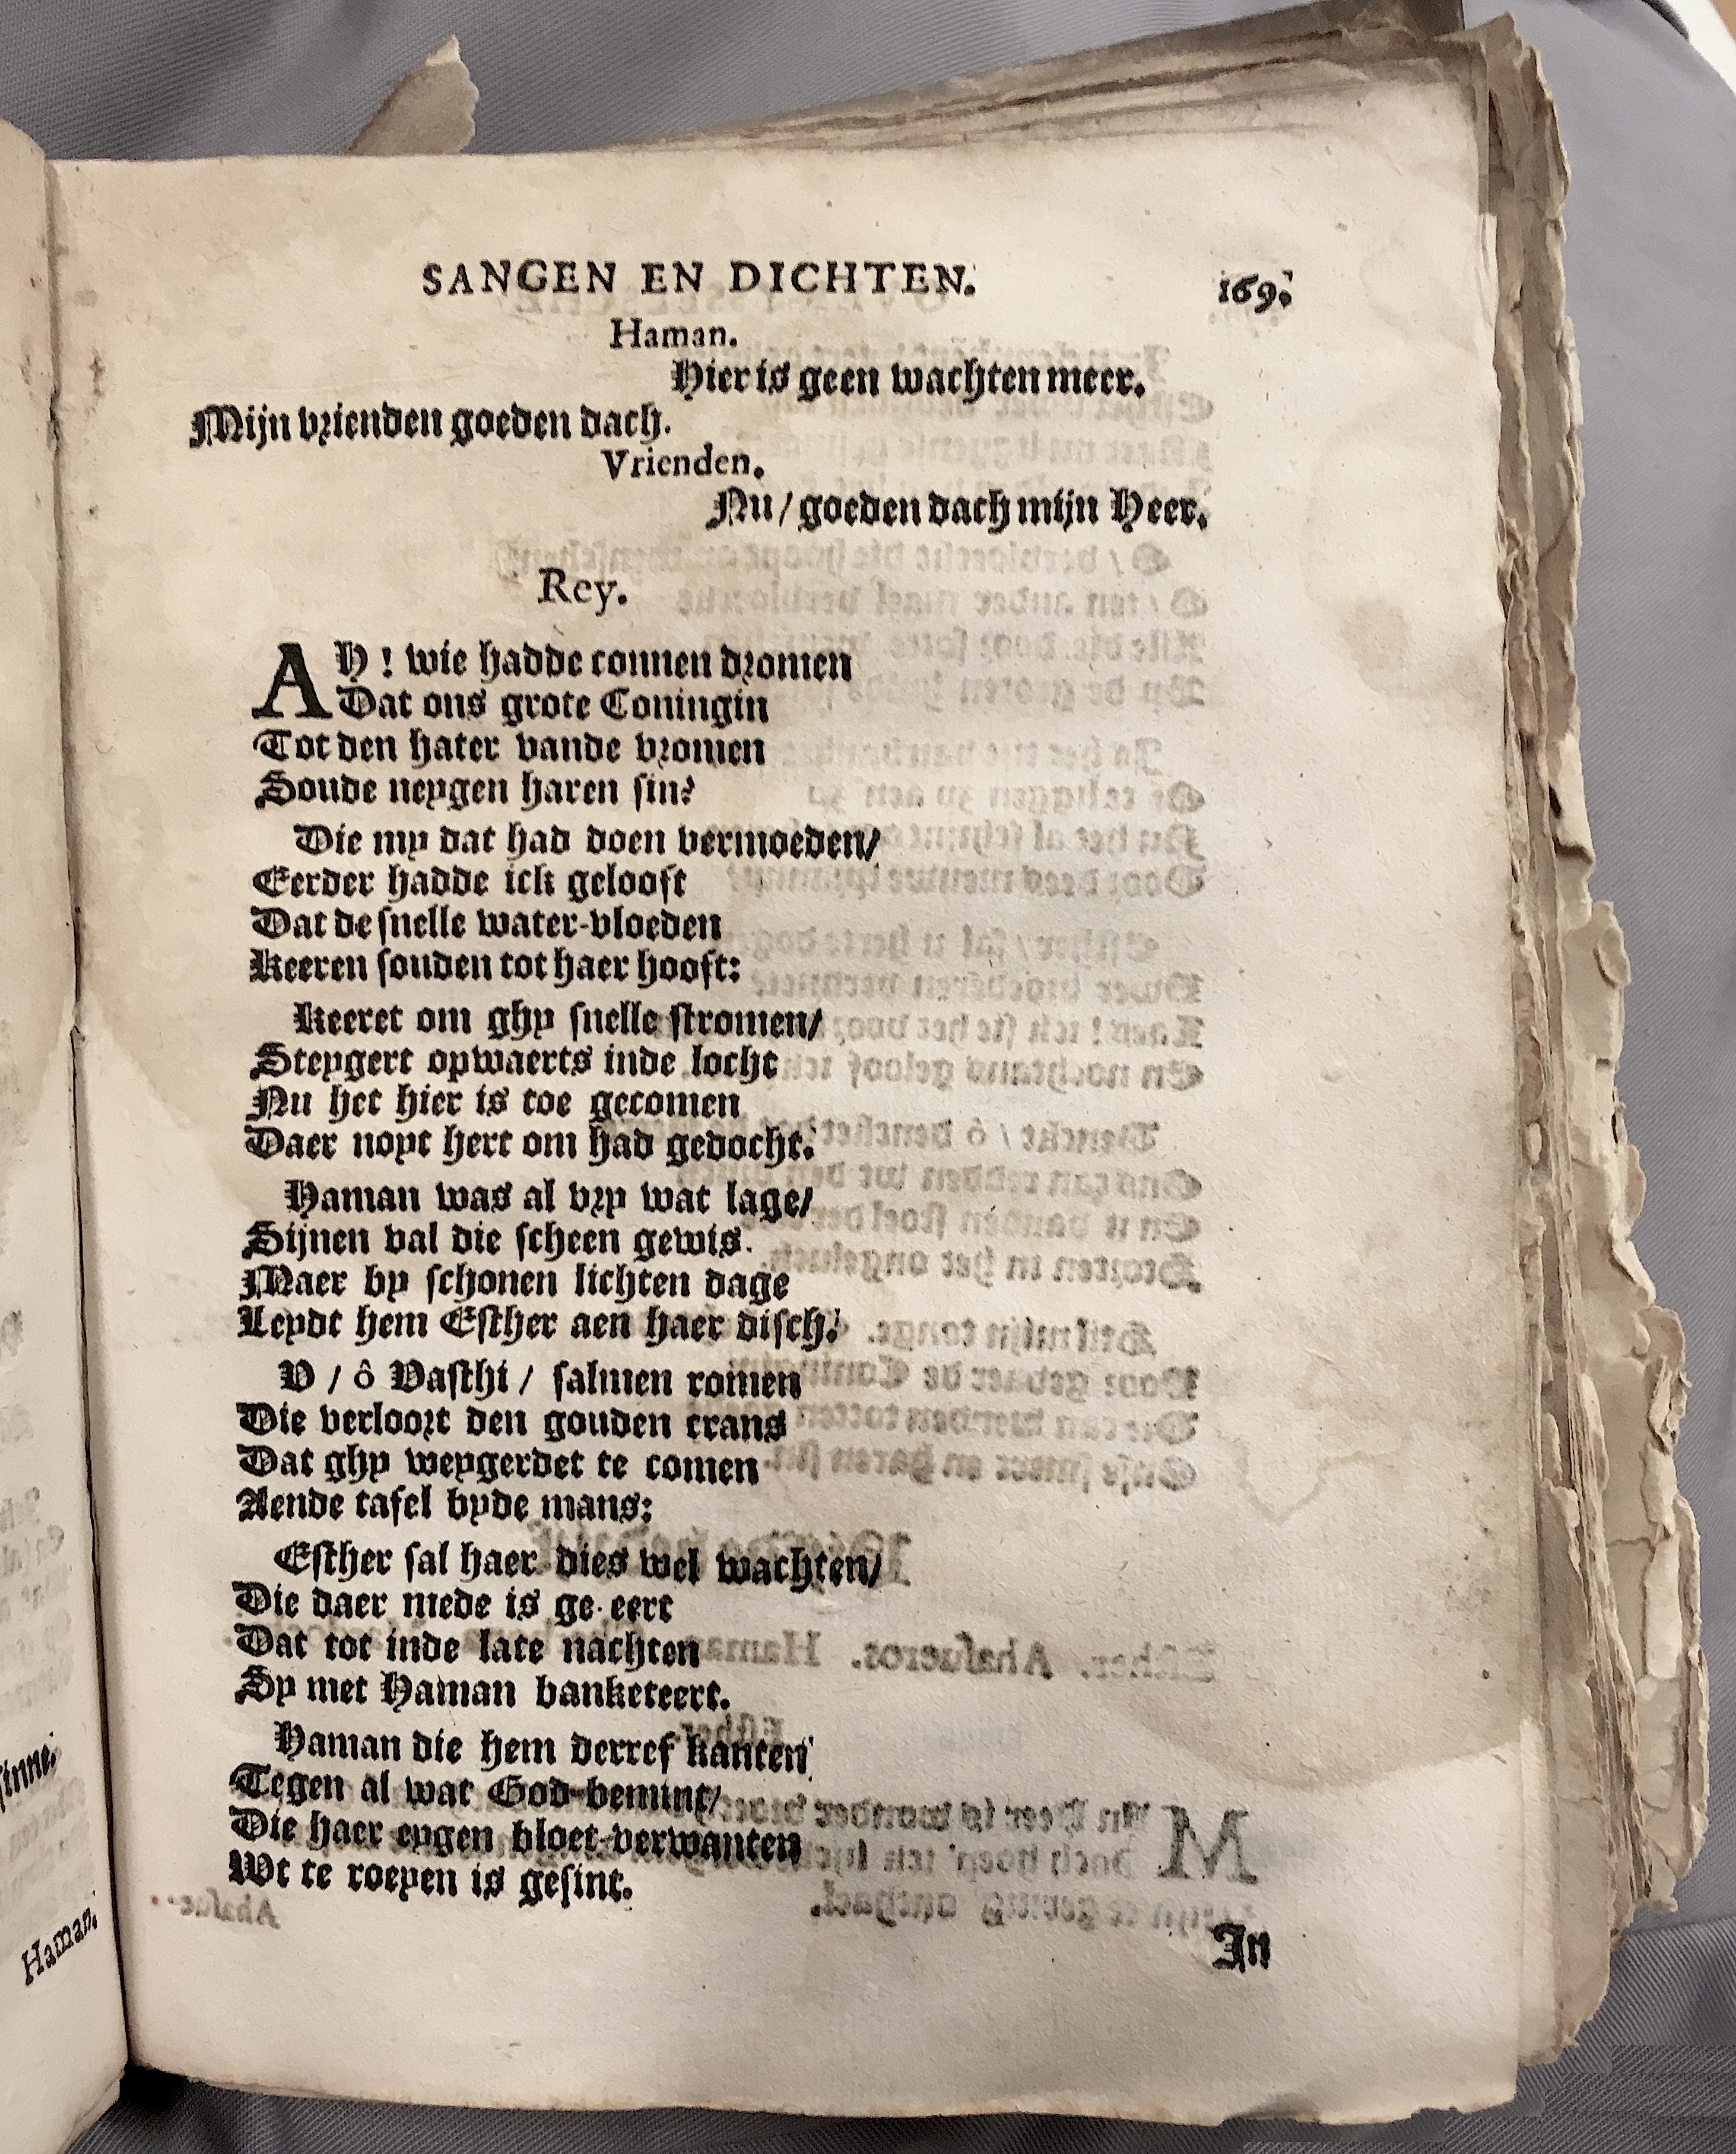 SANGEN EN DICHTEN. 169.
Haman.
Hier is geen wachten meer.
Mijn vrienden goeden dach.
Vrienden.
Nu/ goeden dach mijn Heer.
Rey.
AH! wie hadde connen dromen
Dat ons grote Coningin
Tot den hater vande vromen
Soude neygen haren sin?
Die my dat had doen vermoeden/
Eerder hadde ick gelooft
Dat de snelle water-vloeden
Keeren souden tot haer hooft:
Keeret om ghy snelle stromen/
Steygert opwaerts inde locht
Nu het hier is toe gecomen
Daer noyt hert om had gedocht.
Haman was al vry wat lage/
Sijnen val die scheen gewis.
Maer by schonen lichten dage
Leydt hem Esther aen haer disch.
V / ô Vasthi / salmen romen
Die verloort den gouden crans
Dat ghy weygerdet te comen
Aende tafel byde mans:
Esther sal haer dies wel wachten/
Die daer mede is ge-eert
Dat tot inde late nachten
Sy met Haman banketeert.
Haman die hem derref kanten
Tegen al wat God-bemint/
Die haer eygen bloet-verwanten
Wt te roeyen is gesint.
In
sinne.
Haman.